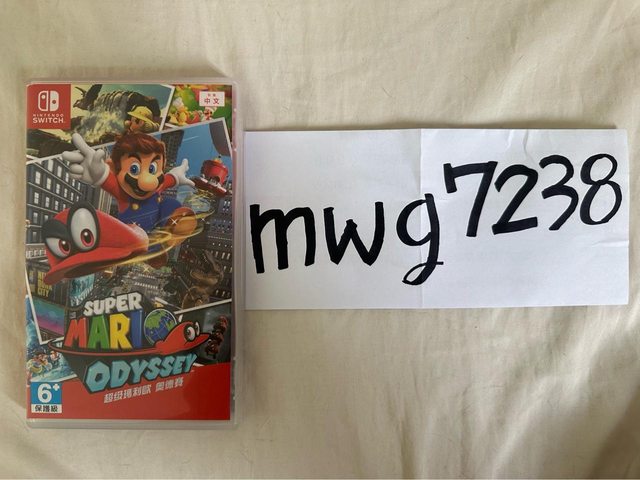 NINTENDO
SWITCH
中文
SUPER
MARIO
ODYSSEY
超級瑪利歐 奧德賽
6+
保護級
mwg7238